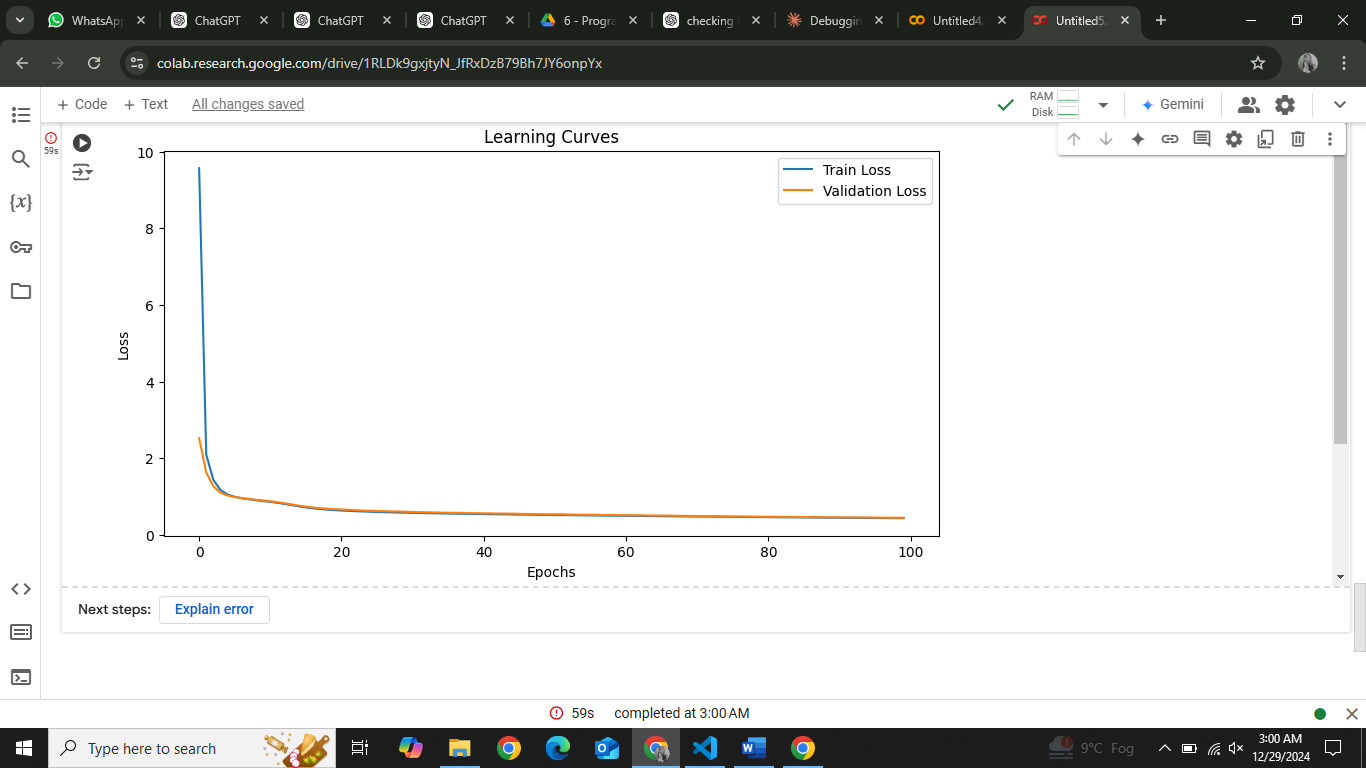 WhatsApp
ChatGPT
ChatGPT
ChatGPT
6 - Progra
checking
Debuggin
Untitled4.
Untitled5.
colab.research.google.com/drive/1RLDk9gxjtyN_JfRxDzB79Bh7JY6onpYx
+ Code + Text All changes saved
RAM
Disk
Gemini
59s
{x}
Learning Curves
Train Loss
Validation Loss
10
8
6
4
2
0
Loss
0 20 40 60 80 100
Epochs
Next steps: Explain error
59s completed at 3:00 AM
Type here to search
9°C Fog
3:00 AM
12/29/2024